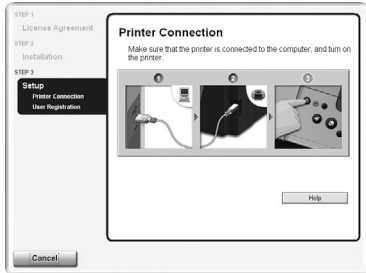 STEP 1
License Agreement
STEP 2
Installation
STEP 3
Setup
Printer Connection
User Registration
Printer Connection
Make sure that the printer is connected to the computer, and turn on
the printer.
1 2 3
Help
Cancel